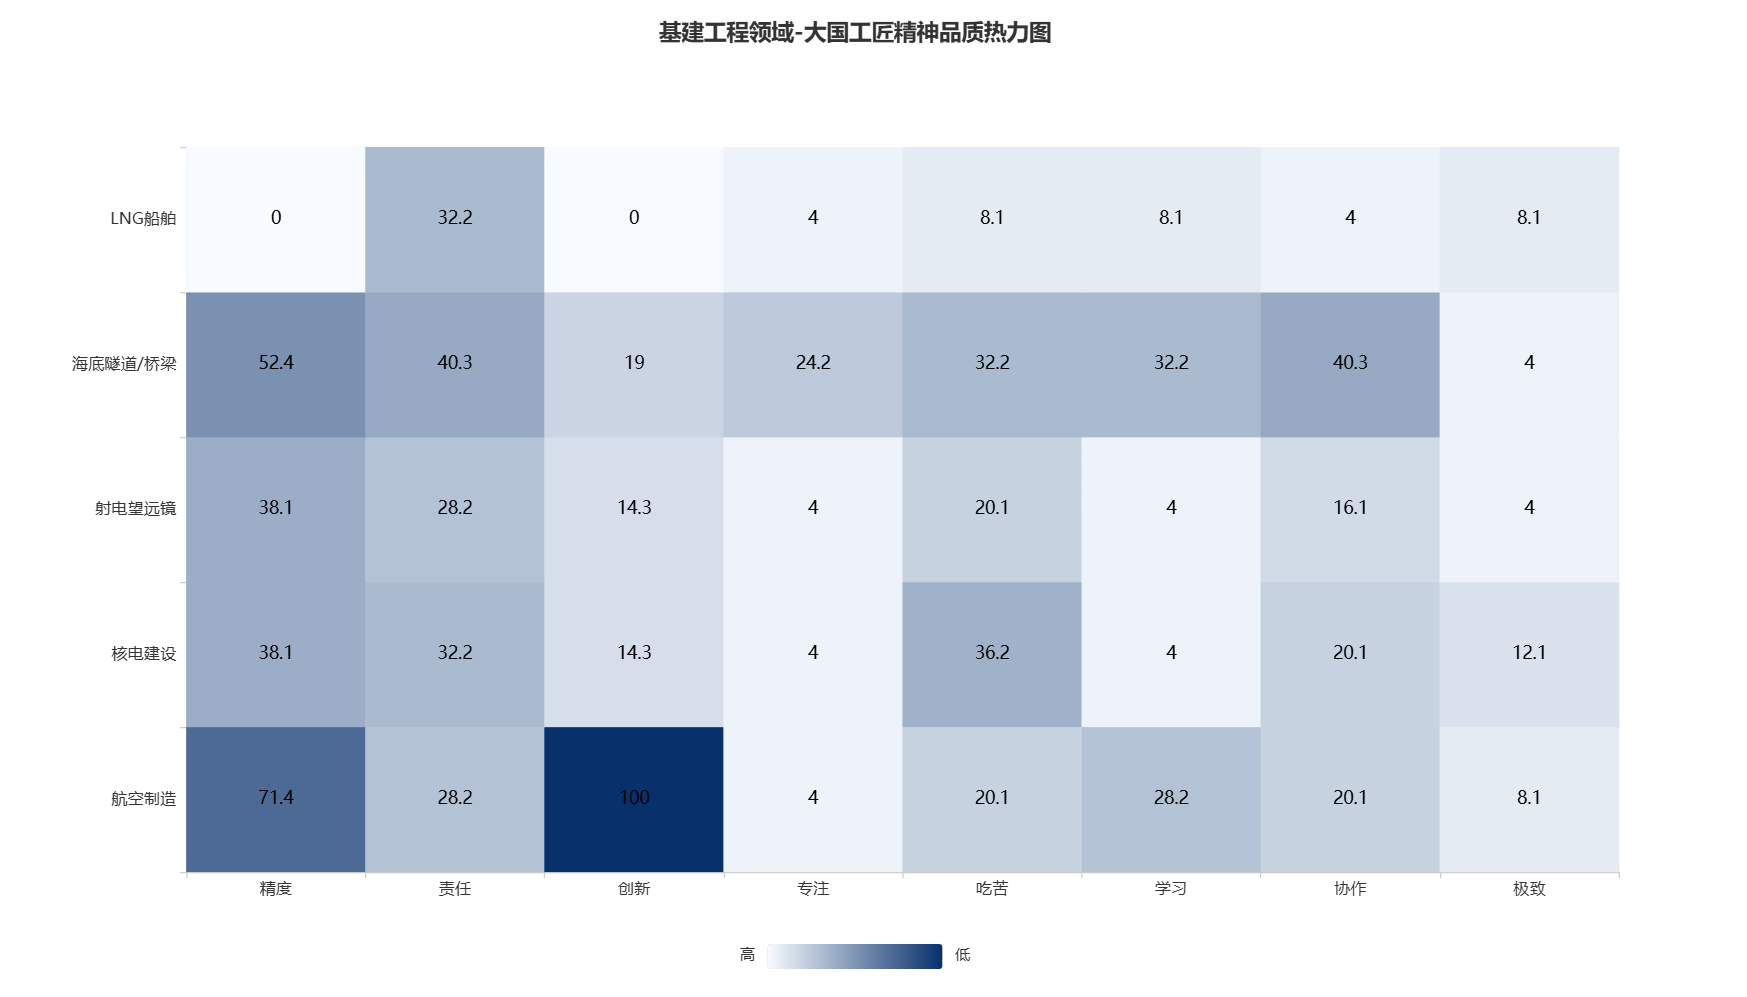 基建工程领域-大国工匠精神品质热力图
LNG船舶 0 32.2 0 4 8.1 8.1 4 8.1
海底隧道/桥梁 52.4 40.3 19 24.2 32.2 32.2 40.3 4
射电望远镜 38.1 28.2 14.3 4 20.1 4 16.1 4
核电建设 38.1 32.2 14.3 4 36.2 4 20.1 12.1
航空制造 71.4 28.2 100 4 20.1 28.2 20.1 8.1
精度 责任 创新 专注 吃苦 学习 协作 极致
高 低